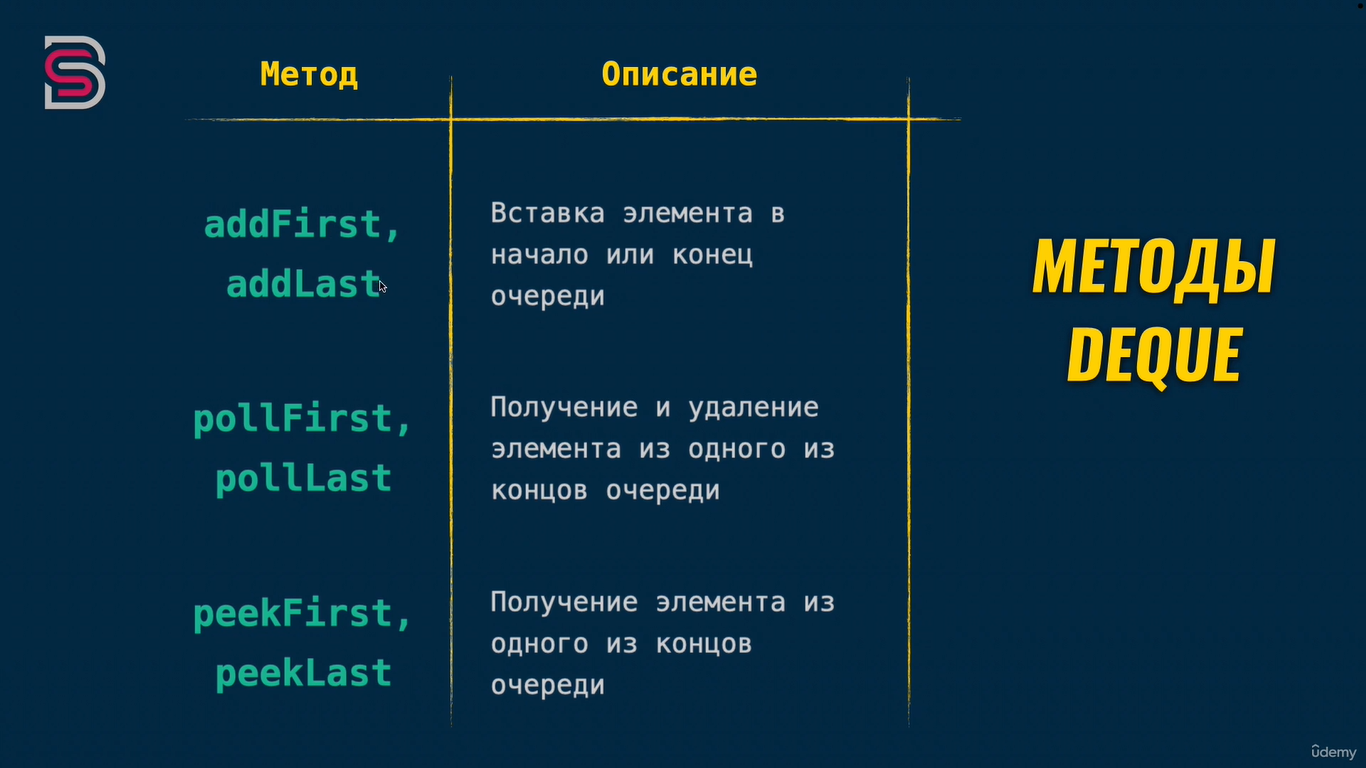 Метод
Описание
addFirst,
addLast
Вставка элемента в
начало или конец
очереди
pollFirst,
pollLast
Получение и удаление
элемента из одного из
концов очереди
peekFirst,
peekLast
Получение элемента из
одного из концов
очереди
МЕТОДЫ
DEQUE
ûdemy